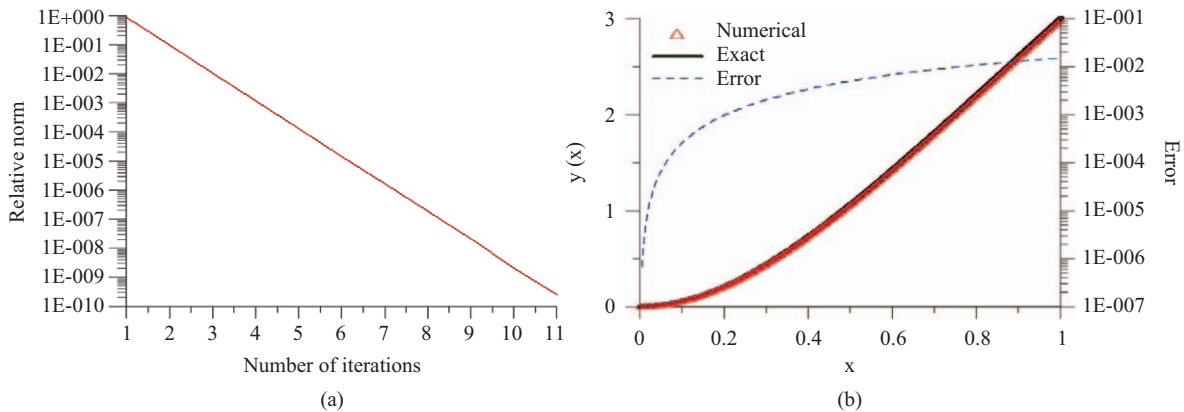 1E+000
1E-001
1E-002
1E-003
1E-004
1E-005
1E-006
1E-007
1E-008
1E-009
1E-010
Relative norm
1 2 3 4 5 6 7 8 9 10 11
Number of iterations
(a)
Numerical
Exact
Error
3
2
1
0
y (x)
1E-001
1E-002
1E-003
1E-004
1E-005
1E-006
1E-007
Error
0 0.2 0.4 0.6 0.8 1
x
(b)